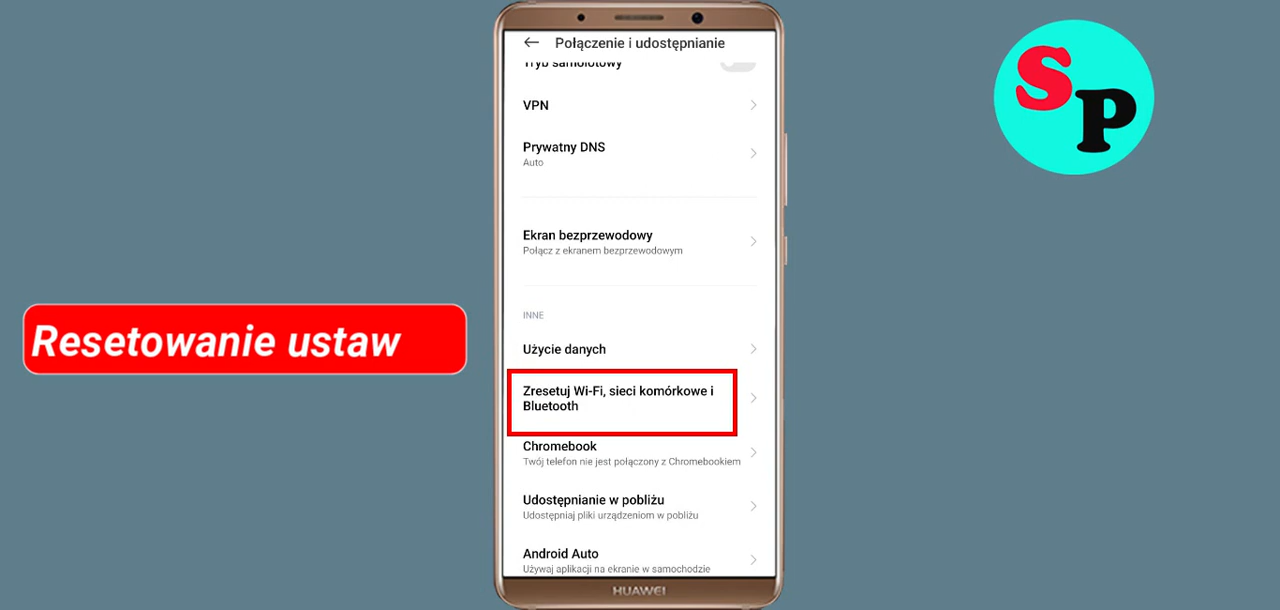 Połączenie i udostępnianie
Tryb samolotowy
VPN
Prywatny DNS
Auto
Ekran bezprzewodowy
Połącz z ekranem bezprzewodowym
INNE
Użycie danych
Zresetuj Wi-Fi, sieci komórkowe i
Bluetooth
Chromebook
Twój telefon nie jest połączony z Chromebookiem
Udostępnianie w pobliżu
Udostępniaj pliki urządzeniom w pobliżu
Android Auto
Używaj aplikacji na ekranie w samochodzie
HUAWEI
Resetowanie ustaw
SP